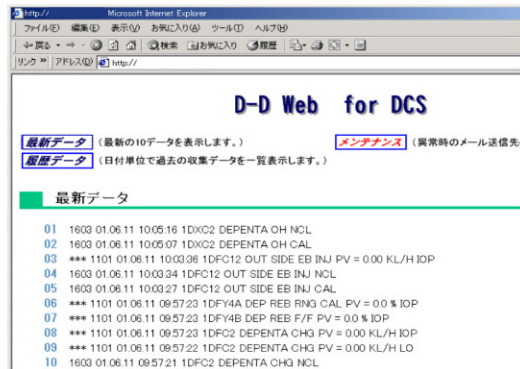 http:// Microsoft Internet Explorer
ファイル(F) 編集(E) 表示(V) お気に入り(A) ツール(T) ヘルプ(H)
戻る 検索 お気に入り 履歴
リンク » アドレス(D) http://
D-D Web for DCS
最新データ (最新の10データを表示します。) メンテナンス (異常時のメール送信先
履歴データ (日付単位で過去の収集データを一覧表示します。)
最新データ
01 1603 01.06.11 10:05:16 1DXC2 DEPENTA OH NCL
02 1603 01.06.11 10:05:07 1DXC2 DEPENTA OH CAL
03 *** 1101 01.06.11 10:03:36 1DFC12 OUT SIDE EB INJ PV = 0.00 KL/H IOP
04 1603 01.06.11 10:03:34 1DFC12 OUT SIDE EB INJ NCL
05 1603 01.06.11 10:03:27 1DFC12 OUT SIDE EB INJ CAL
06 *** 1101 01.06.11 09:57:23 1DFY4A DEP REB RNG CAL PV = 0.0 % IOP
07 *** 1101 01.06.11 09:57:23 1DFY4B DEP REB F/F PV = 0.0 % IOP
08 *** 1101 01.06.11 09:57:23 1DFC2 DEPENTA CHG PV = 0.00 KL/H IOP
09 *** 1101 01.06.11 09:57:22 1DFC2 DEPENTA CHG PV = 0.00 KL/H LO
10 1603 01.06.11 09:57:21 1DFC2 DEPENTA CHG NCL